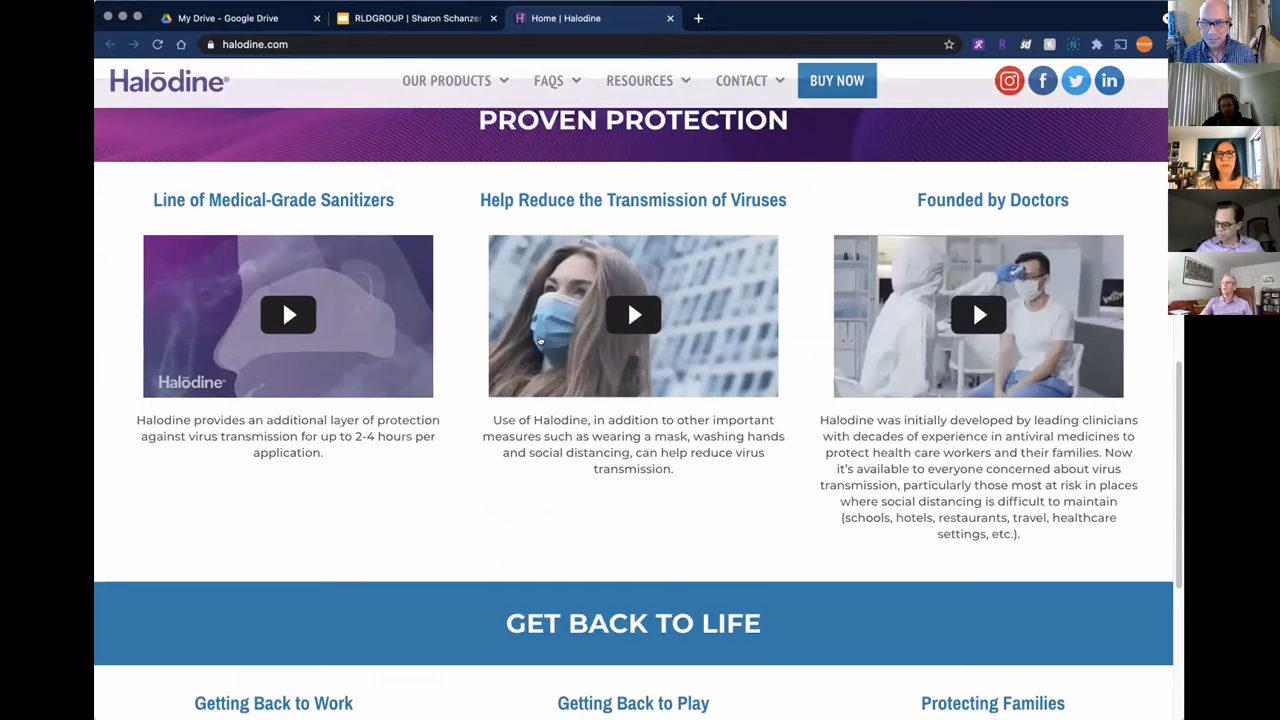 My Drive - Google Drive
RLDGROUP | Sharon Schanze
Home | Halodine
halodine.com
Halōdine®
OUR PRODUCTS
FAQS
RESOURCES
CONTACT
BUY NOW
PROVEN PROTECTION
Line of Medical-Grade Sanitizers
Halōdine
Halodine provides an additional layer of protection
against virus transmission for up to 2-4 hours per
application.
Help Reduce the Transmission of Viruses
Use of Halodine, in addition to other important
measures such as wearing a mask, washing hands
and social distancing, can help reduce virus
transmission.
Founded by Doctors
Halodine was initially developed by leading clinicians
with decades of experience in antiviral medicines to
protect health care workers and their families. Now
it's available to everyone concerned about virus
transmission, particularly those most at risk in places
where social distancing is difficult to maintain
(schools, hotels, restaurants, travel, healthcare
settings, etc.).
GET BACK TO LIFE
Getting Back to Work
Getting Back to Play
Protecting Families